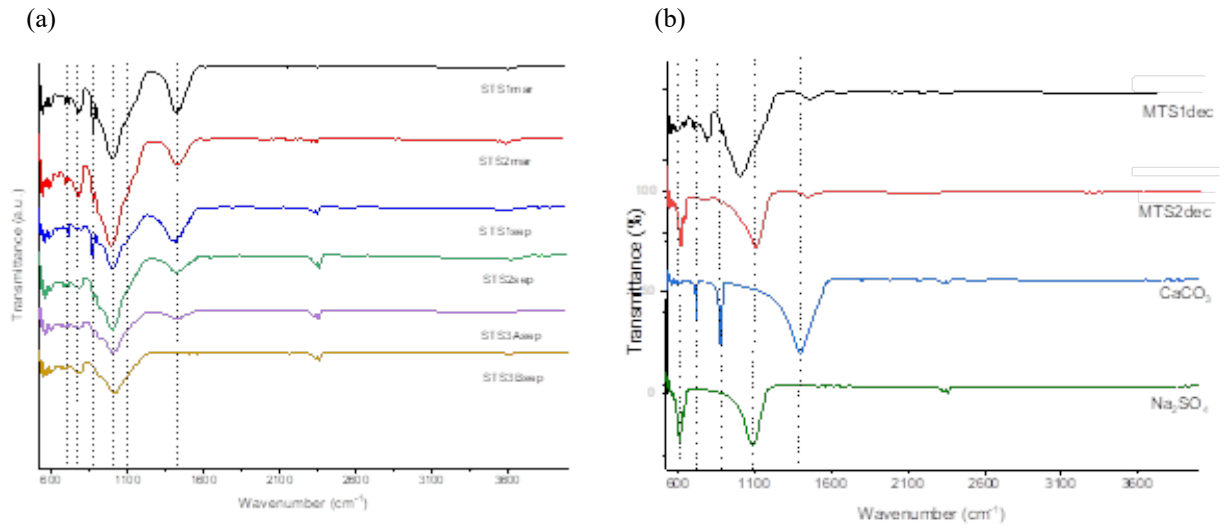 (a)
STS1mar
STS2mar
STS1sep
STS2sep
STS3Asep
STS3Bsep
Transmittance (a.u.)
600 1100 1600 2100 2600 3100 3600
Wavenumber (cm⁻¹)
(b)
MTS1dec
100
MTS2dec
50
CaCO₃
0
Na₂SO₄
Transmittance (%)
600 1100 1600 2100 2600 3100 3600
Wavenumber (cm⁻¹)